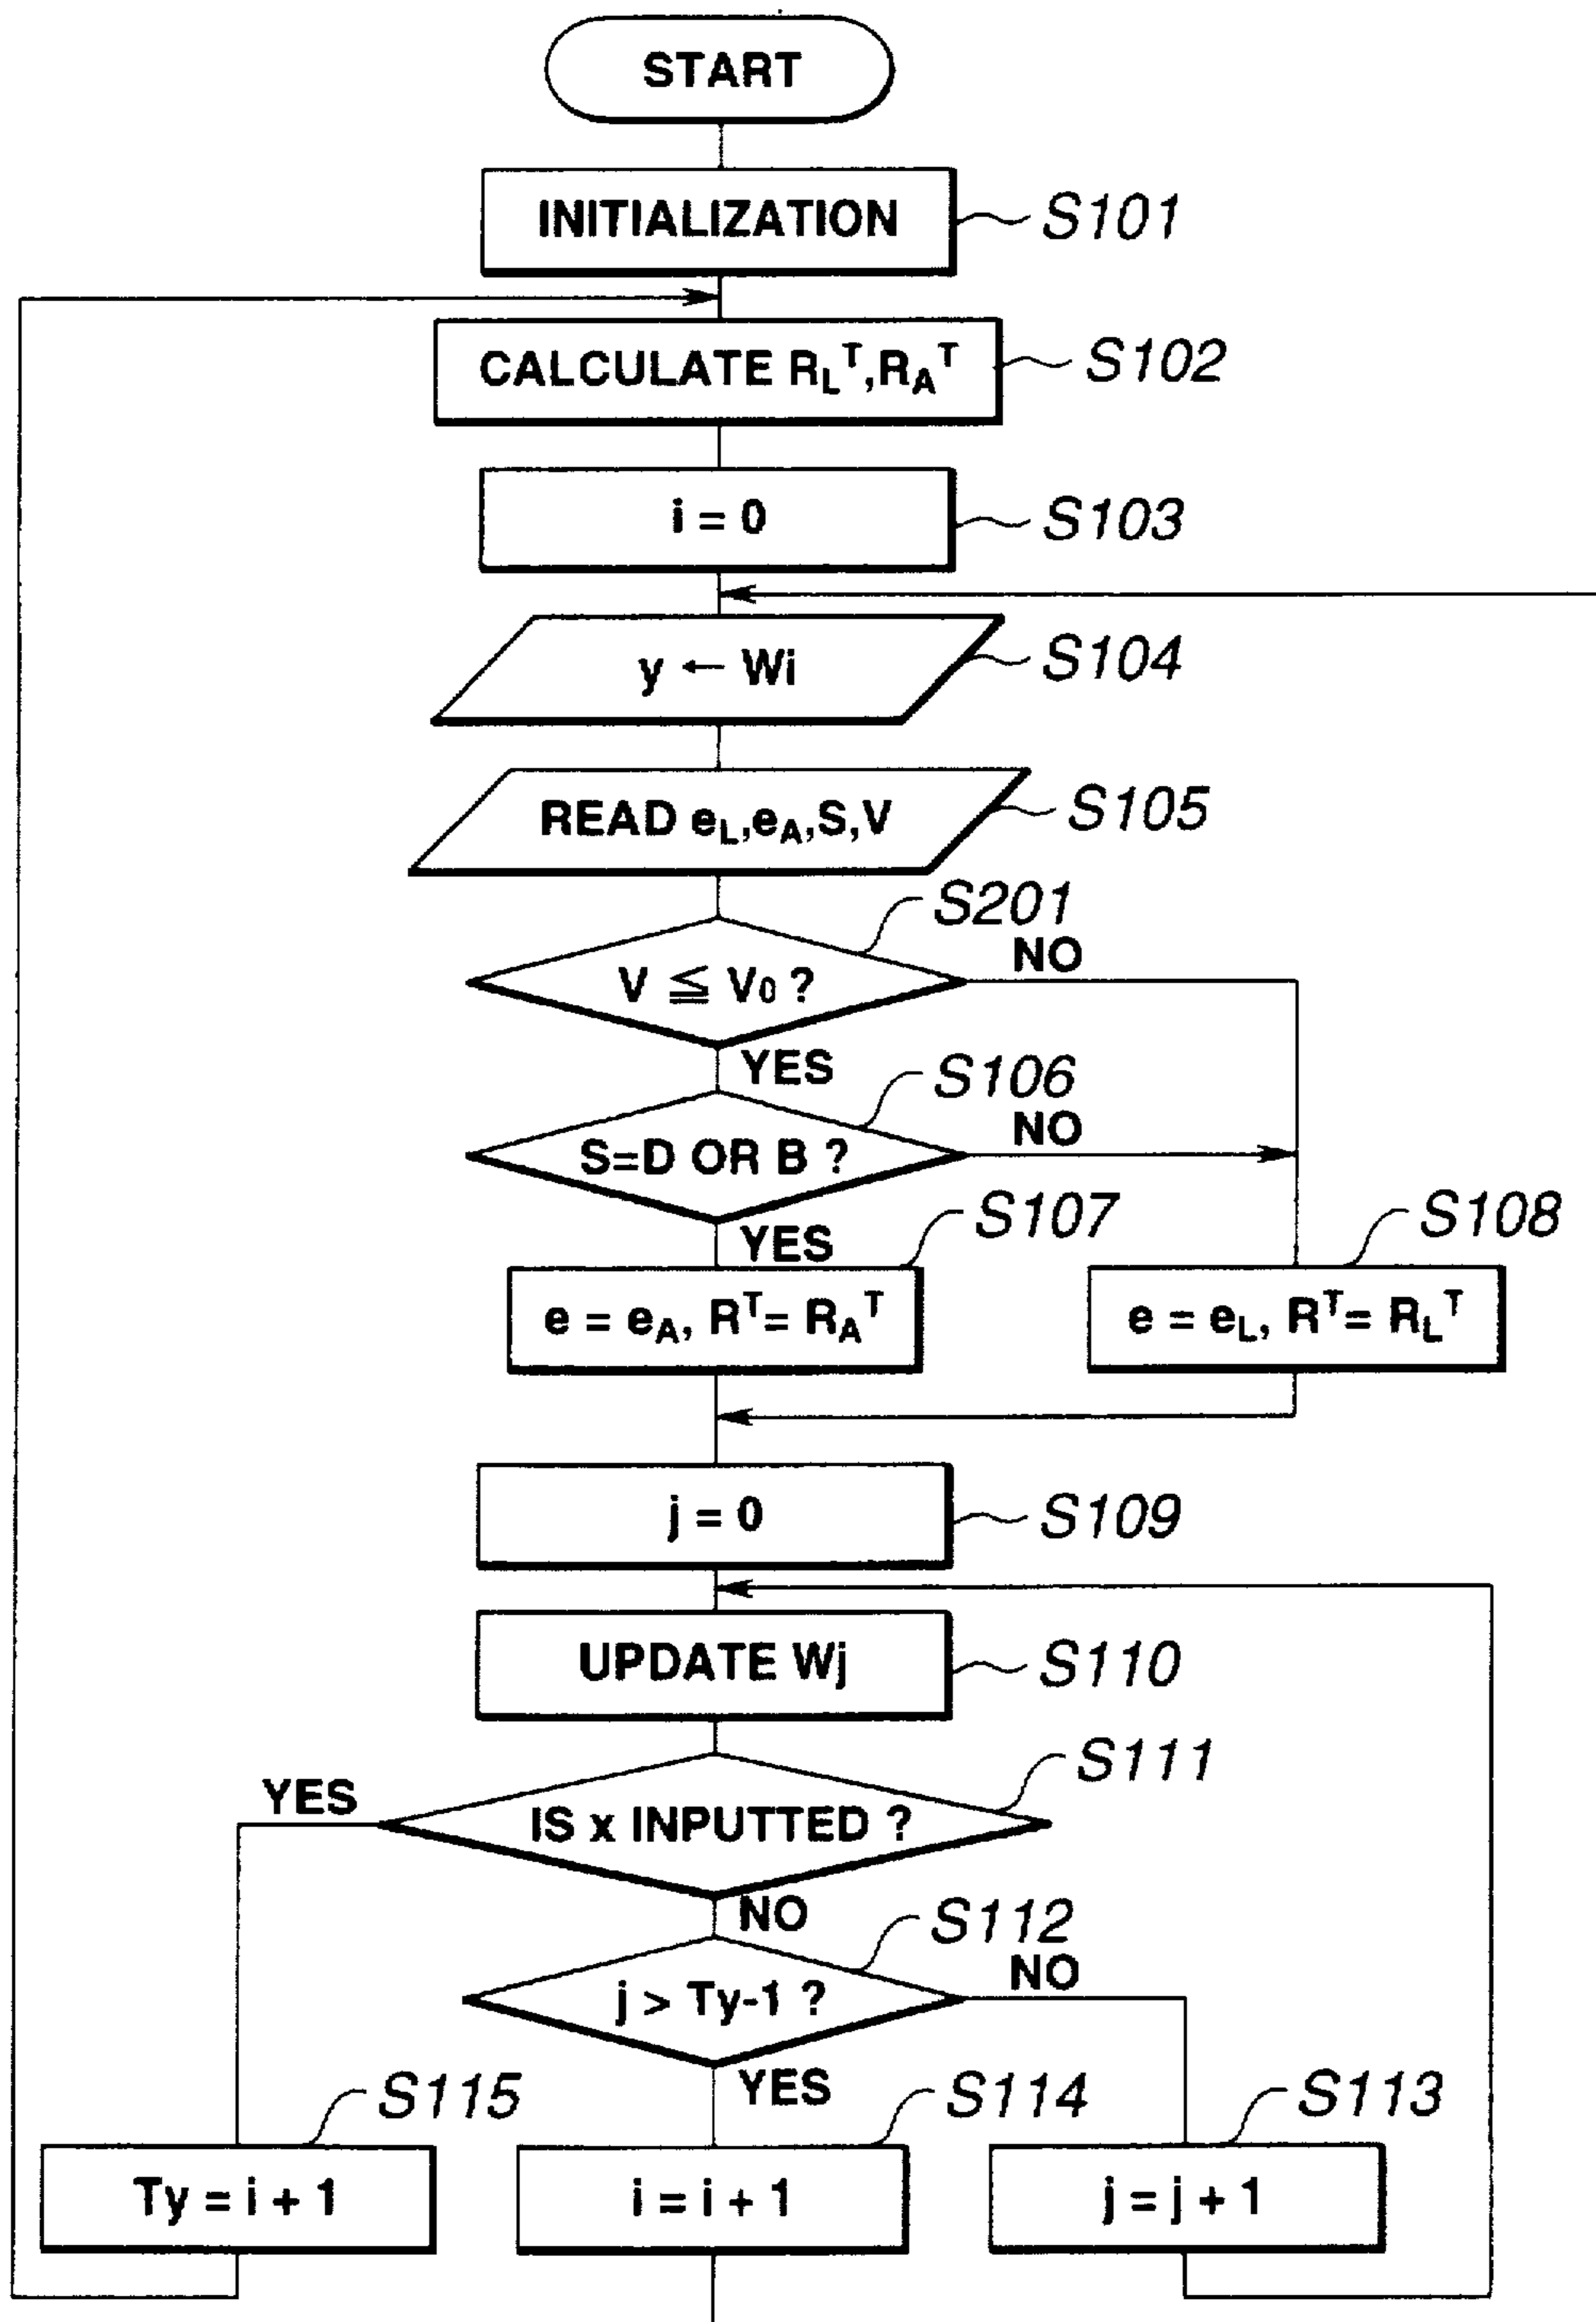 START
INITIALIZATION
S101
CALCULATE R_L^T,R_A^T
S102
i = 0
S103
y ← Wi
S104
READ e_L,e_A,S,V
S105
S201
V ≦ V₀ ?
NO
YES
S106
S=D OR B ?
NO
YES
S107
S108
e = e_A, R^T= R_A^T
e = e_L, R^T= R_L^T
j = 0
S109
UPDATE Wj
S110
S111
YES
IS x INPUTTED ?
NO
S112
j > Ty-1 ?
NO
YES
S115
S114
S113
Ty = i + 1
i = i + 1
j = j + 1